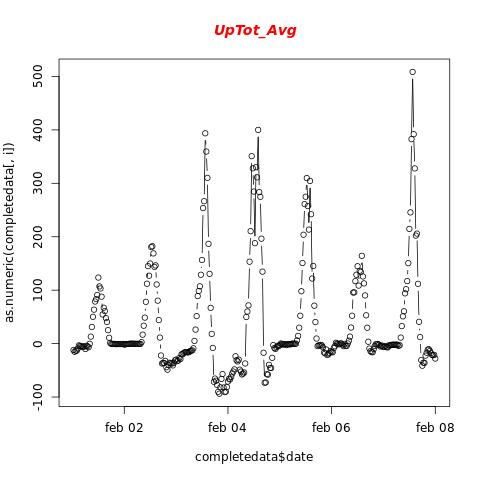 UpTot_Avg
as.numeric(completedata[, i])
500
400
300
200
100
0
-100
feb 02
feb 04
feb 06
feb 08
completedata$date